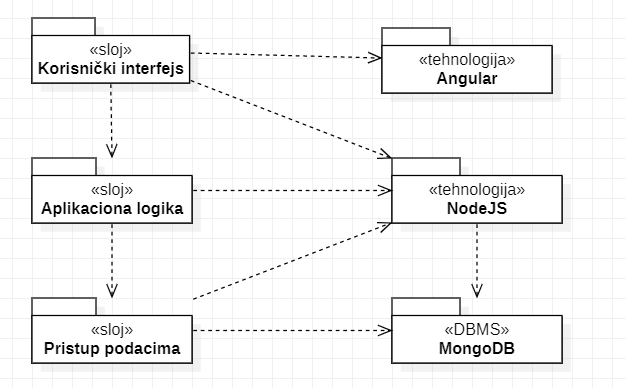 «sloj»
Korisnički interfejs
«tehnologija»
Angular
«sloj»
Aplikaciona logika
«tehnologija»
NodeJS
«sloj»
Pristup podacima
«DBMS»
MongoDB